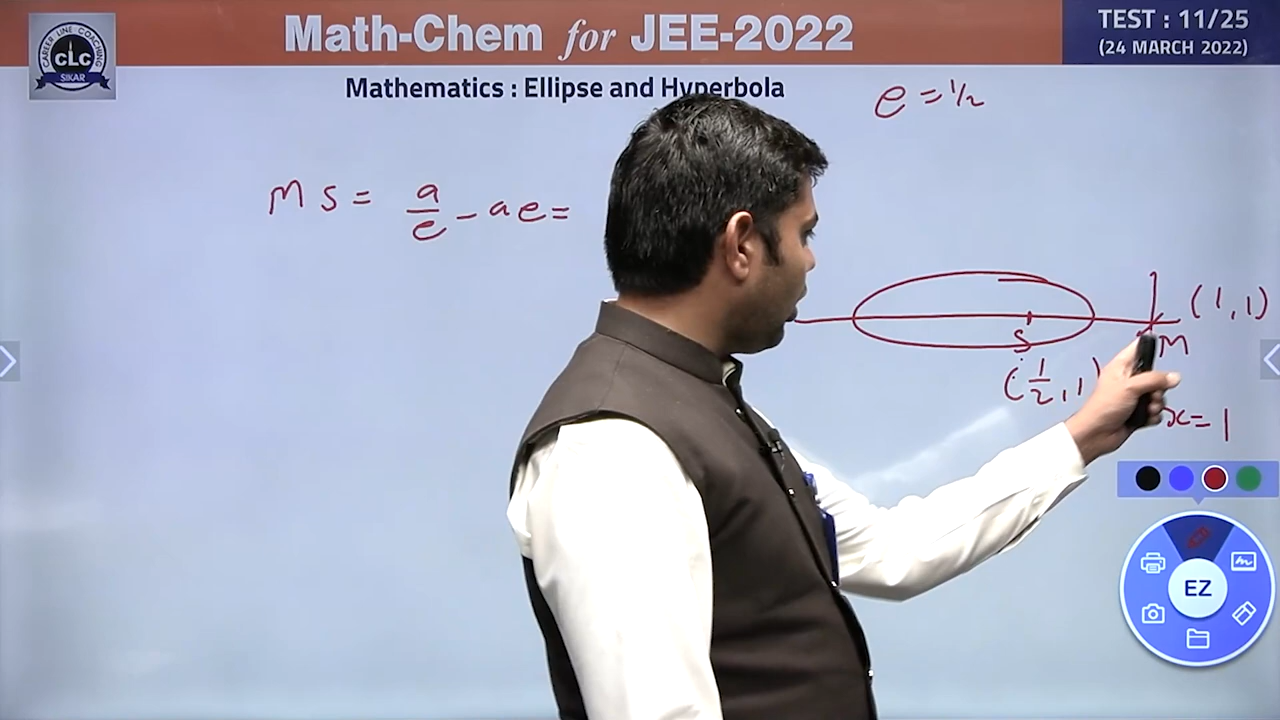 Math-Chem for JEE-2022
TEST : 11/25
(24 MARCH 2022)
CAREER LINE COACHING
CLC
SIKAR
Mathematics : Ellipse and Hyperbola
e = 1/2
MS = a/e - ae =
(1,1)
S
M
(1/2,1)
x=1
EZ